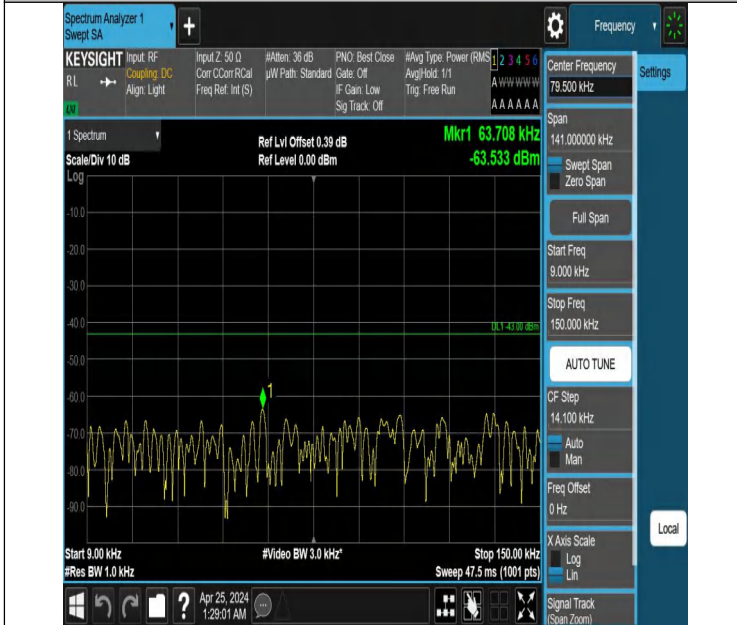 Spectrum Analyzer 1
Swept SA
Frequency
KEYSIGHT
RL
Input: RF
Coupling: DC
Align: Light
Input Z: 50 Ω
Corr CCorr RCal
Freq Ref: Int (S)
#Atten: 36 dB
µW Path: Standard
PNO: Best Close
Gate: Off
IF Gain: Low
Sig Track: Off
#Avg Type: Power (RMS
Avg|Hold: 1/1
Trig: Free Run
1 2 3 4 5 6
A W W W W W
A A A A A A
1 Spectrum
Scale/Div 10 dB
Ref Lvl Offset 0.39 dB
Ref Level 0.00 dBm
Mkr1 63.708 kHz
-63.533 dBm
Log
-10.0
-20.0
-30.0
-40.0
DL1 -43.00 dBm
-50.0
-60.0
1
-70.0
-80.0
-90.0
Start 9.00 kHz
#Video BW 3.0 kHz*
Stop 150.00 kHz
#Res BW 1.0 kHz
Sweep 47.5 ms (1001 pts)
?
Apr 25, 2024
1:29:01 AM
Center Frequency
79.500 kHz
Settings
Span
141.000000 kHz
Swept Span
Zero Span
Full Span
Start Freq
9.000 kHz
Stop Freq
150.000 kHz
AUTO TUNE
CF Step
14.100 kHz
Auto
Man
Freq Offset
0 Hz
Local
X Axis Scale
Log
Lin
Signal Track
(Span Zoom)